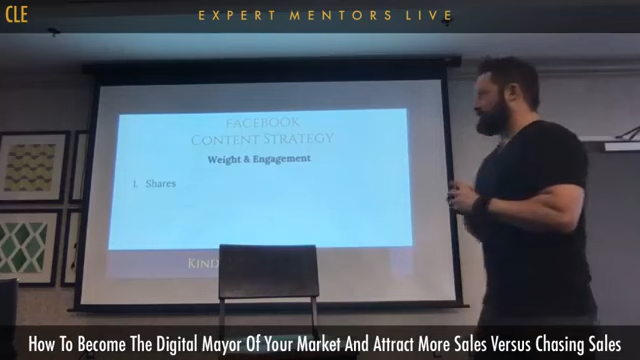 CLE
EXPERT MENTORS LIVE
FACEBOOK
CONTENT STRATEGY
Weight & Engagement
1. Shares
How To Become The Digital Mayor Of Your Market And Attract More Sales Versus Chasing Sales